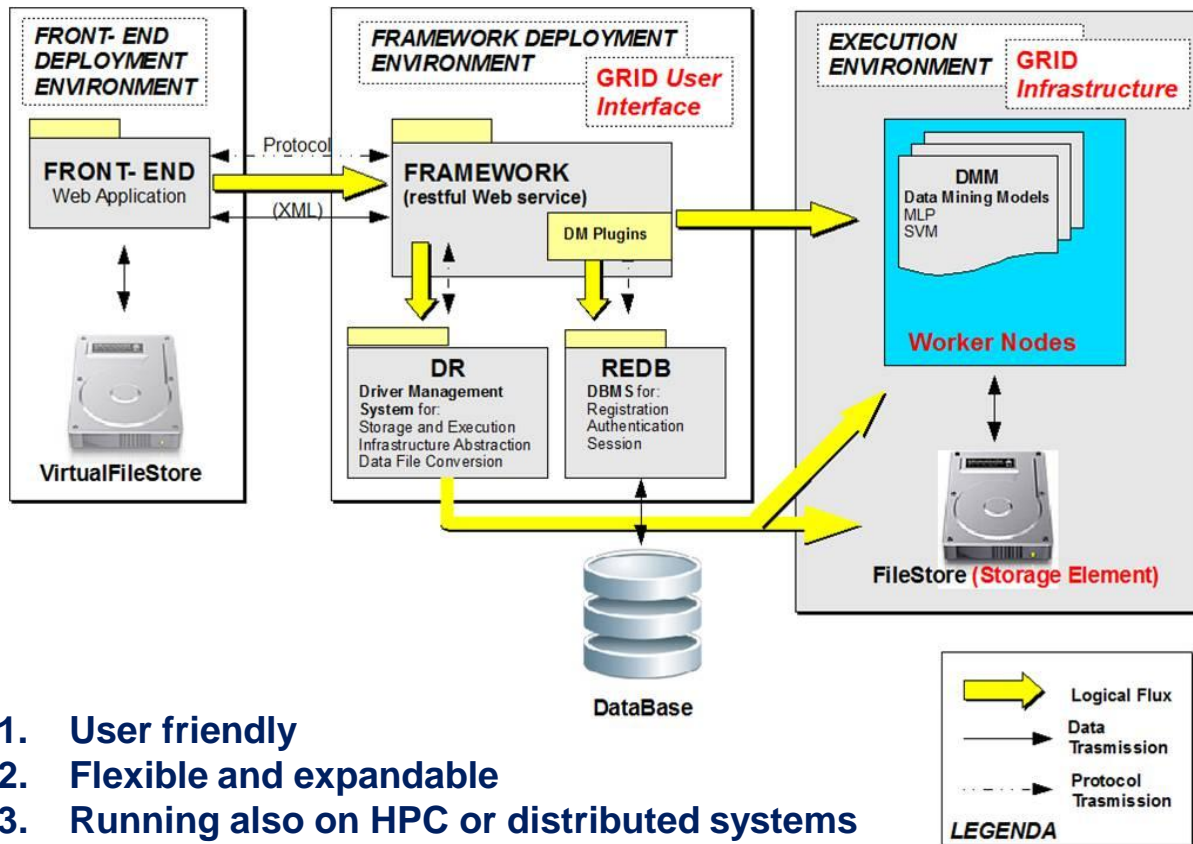 FRONT- END
DEPLOYMENT
ENVIRONMENT
FRONT- END
Web Application
VirtualFileStore
Protocol
(XML)
FRAMEWORK DEPLOYMENT
ENVIRONMENT
GRID User
Interface
FRAMEWORK
(restful Web service)
DM Plugins
DR
Driver Management
System for:
Storage and Execution
Infrastructure Abstraction
Data File Conversion
REDB
DBMS for:
Registration
Authentication
Session
DataBase
EXECUTION
ENVIRONMENT
GRID
Infrastructure
DMM
Data Mining Models
MLP
SVM
Worker Nodes
FileStore (Storage Element)
Logical Flux
Data
Trasmission
Protocol
Trasmission
LEGENDA
1. User friendly
2. Flexible and expandable
3. Running also on HPC or distributed systems